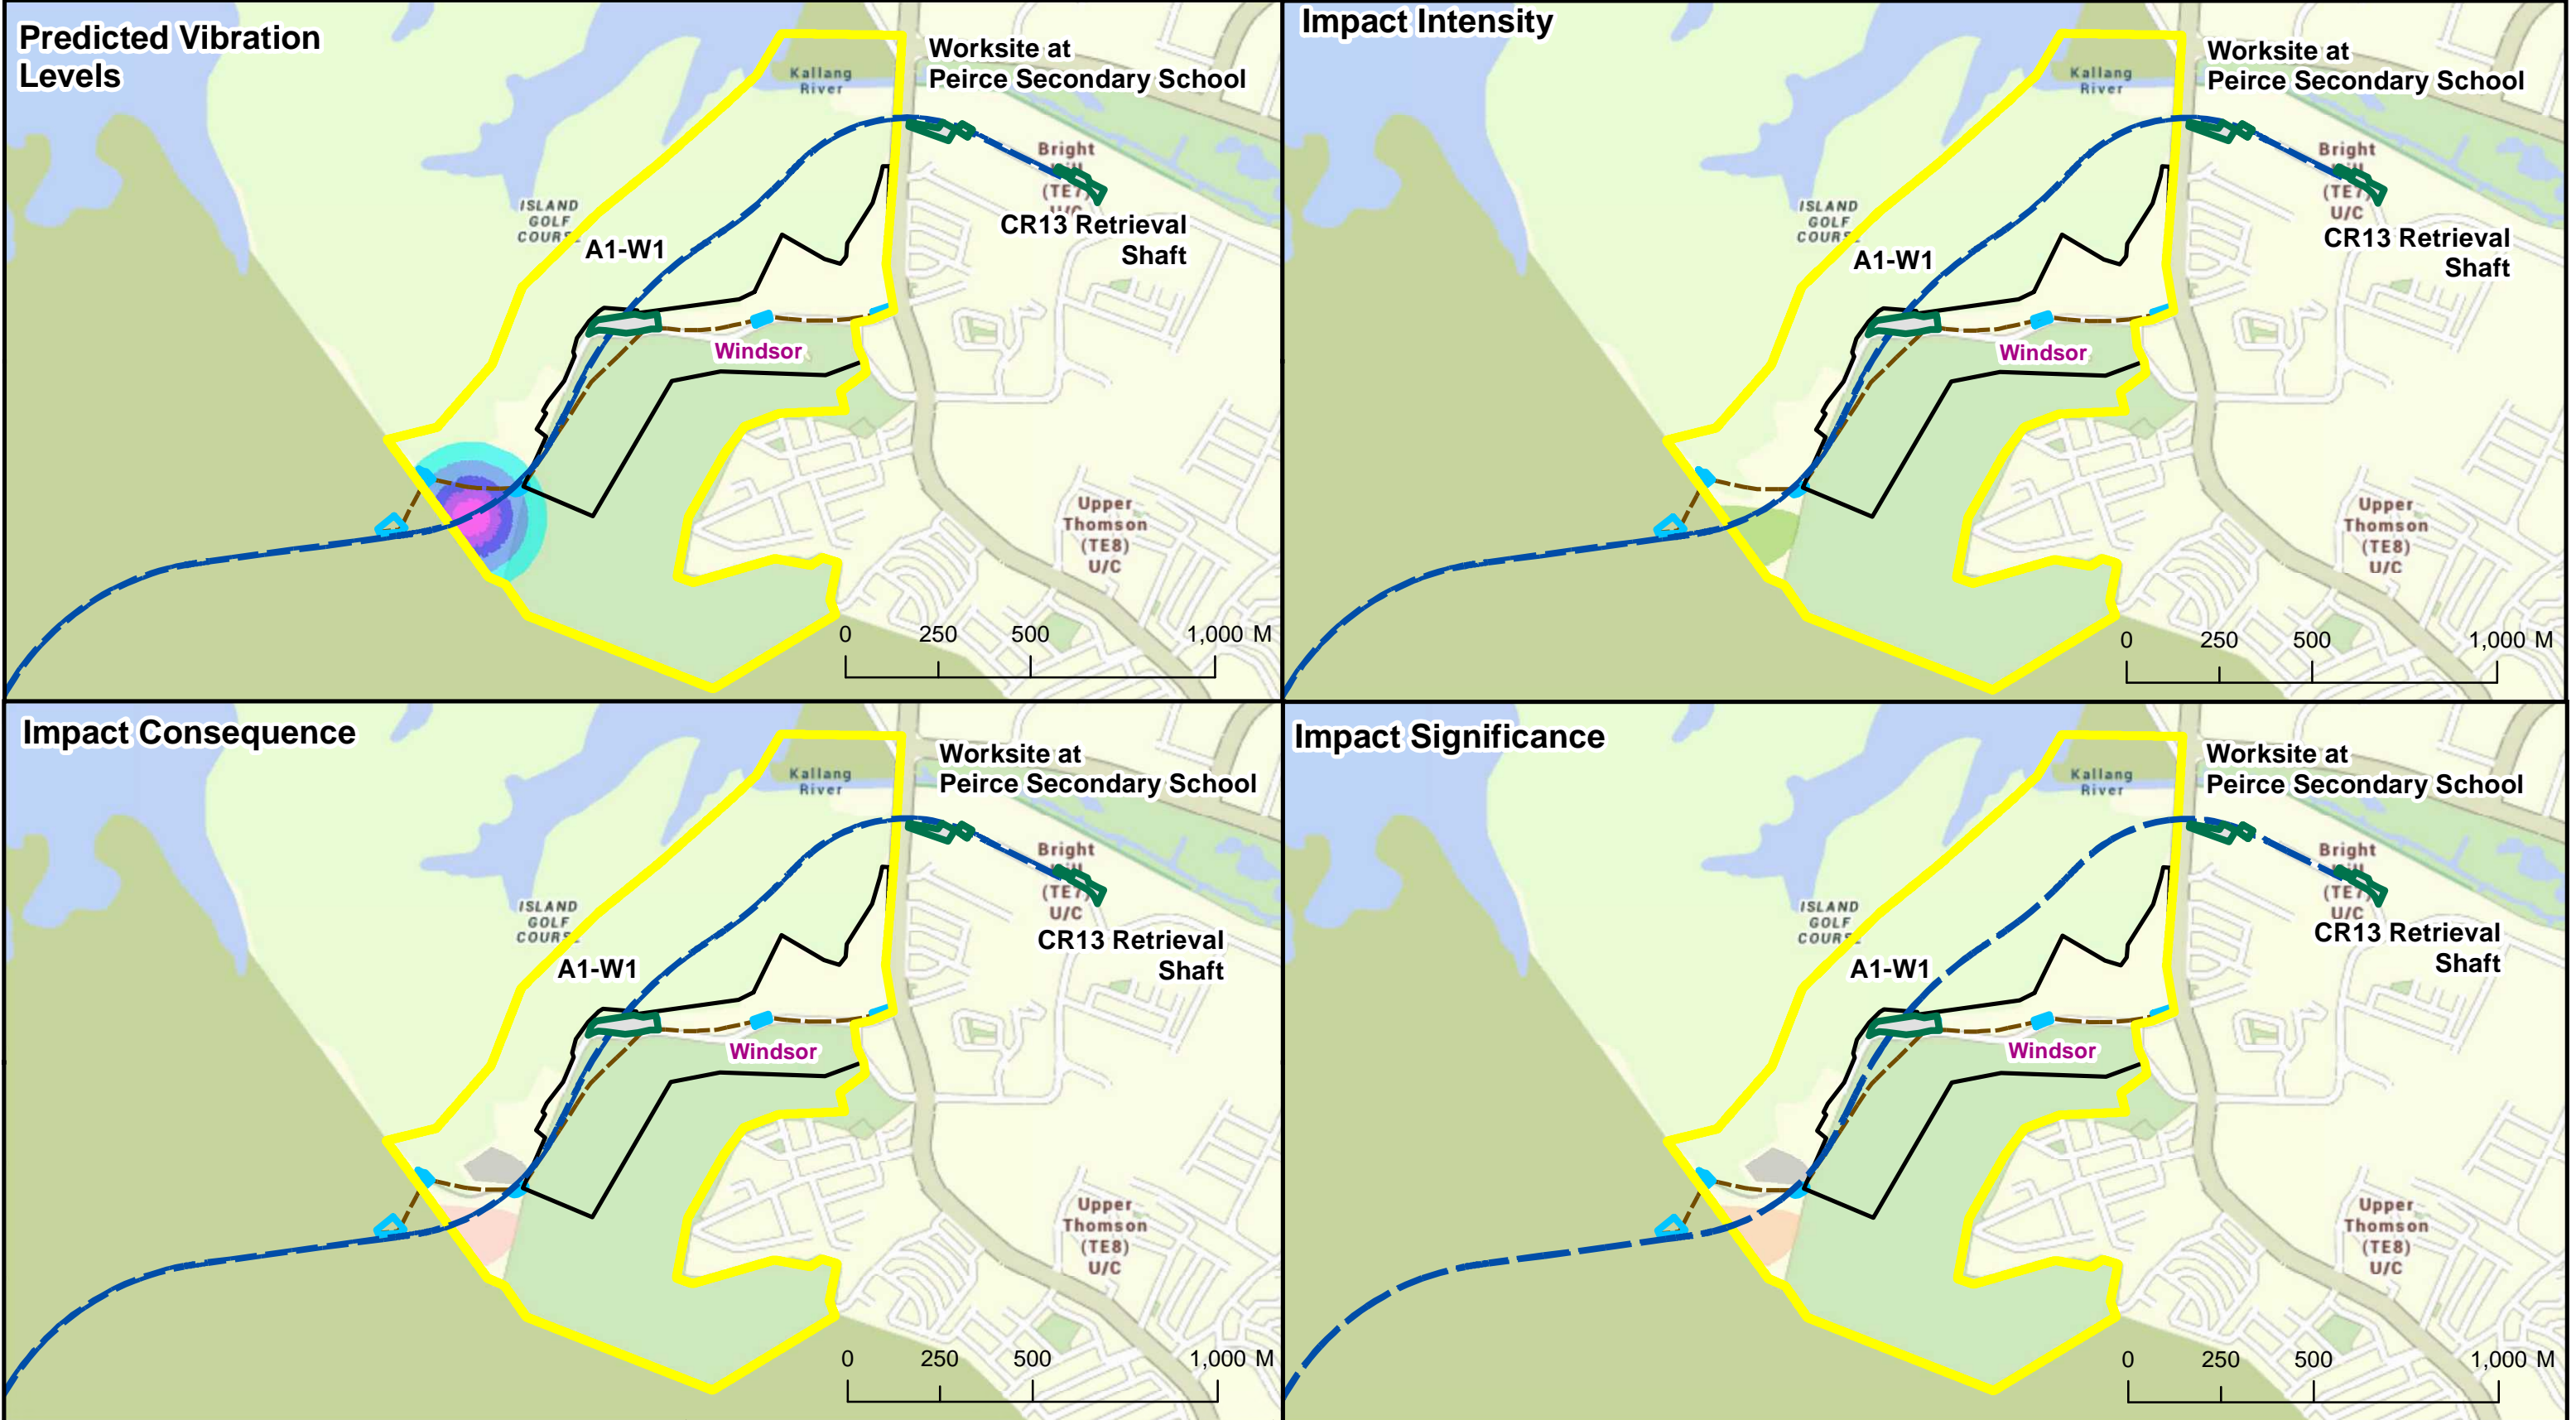 Predicted Vibration
Levels
Kallang
River
Worksite at
Peirce Secondary School
Bright
(TE7)
CR13 Retrieval
Shaft
ISLAND
GOLF
A1-W1
Windsor
Upper
Thomson
(TE8)
U/C
0 250 500 1,000 M
Impact Intensity
Kallang
River
Worksite at
Peirce Secondary School
Bright
(TE7)
U/C
CR13 Retrieval
Shaft
ISLAND
GOLF
A1-W1
Windsor
Upper
Thomson
(TE8)
U/C
0 250 500 1,000 M
Impact Consequence
Kallang
River
Worksite at
Peirce Secondary School
Bright
(TE7)
U/C
CR13 Retrieval
Shaft
ISLAND
GOLF
A1-W1
Windsor
Upper
Thomson
(TE8)
U/C
0 250 500 1,000 M
Impact Significance
Kallang
River
Worksite at
Peirce Secondary School
Bright
(TE7)
U/C
CR13 Retrieval
Shaft
ISLAND
GOLF
A1-W1
Windsor
Upper
Thomson
(TE8)
U/C
0 250 500 1,000 M